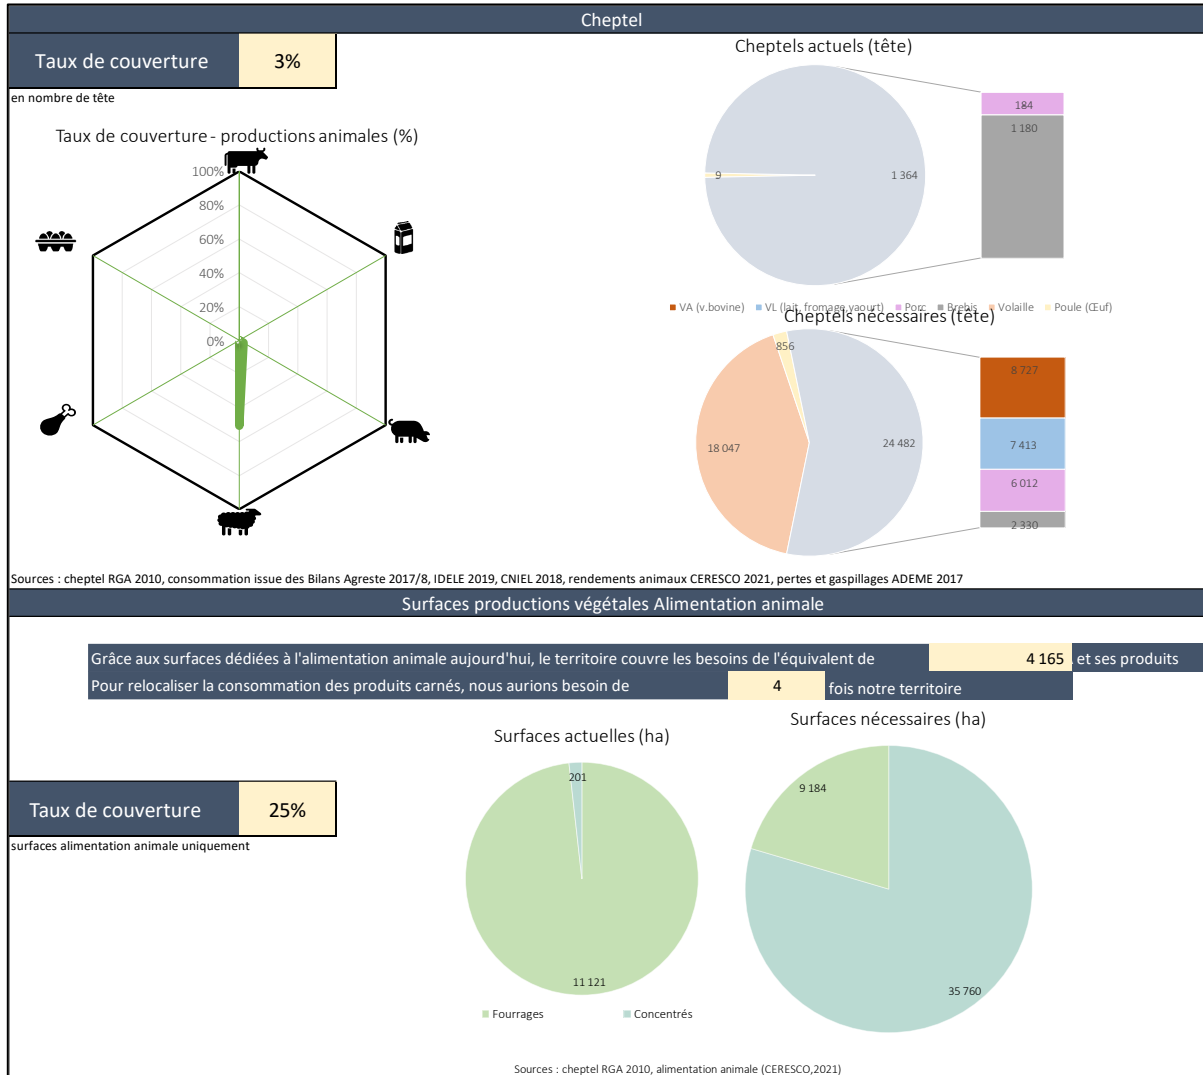 Cheptel
Taux de couverture 3%
en nombre de tête
Taux de couverture - productions animales (%)
100%
80%
60%
40%
20%
0%
Cheptels actuels (tête)
9
1 364
184
1 180
VA (v.bovine) VL (lait, fromage,yaourt) Porc Brebis Volaille Poule (Œuf)
Cheptels nécessaires (tête)
856
18 047
24 482
8 727
7 413
6 012
2 330
Sources : cheptel RGA 2010, consommation issue des Bilans Agreste 2017/8, IDELE 2019, CNIEL 2018, rendements animaux CERESCO 2021, pertes et gaspillages ADEME 2017
Surfaces productions végétales Alimentation animale
Grâce aux surfaces dédiées à l'alimentation animale aujourd'hui, le territoire couvre les besoins de l'équivalent de 4 165 et ses produits
Pour relocaliser la consommation des produits carnés, nous aurions besoin de 4 fois notre territoire
Taux de couverture 25%
surfaces alimentation animale uniquement
Surfaces actuelles (ha)
201
11 121
Fourrages Concentrés
Surfaces nécessaires (ha)
9 184
35 760
Sources : cheptel RGA 2010, alimentation animale (CERESCO,2021)